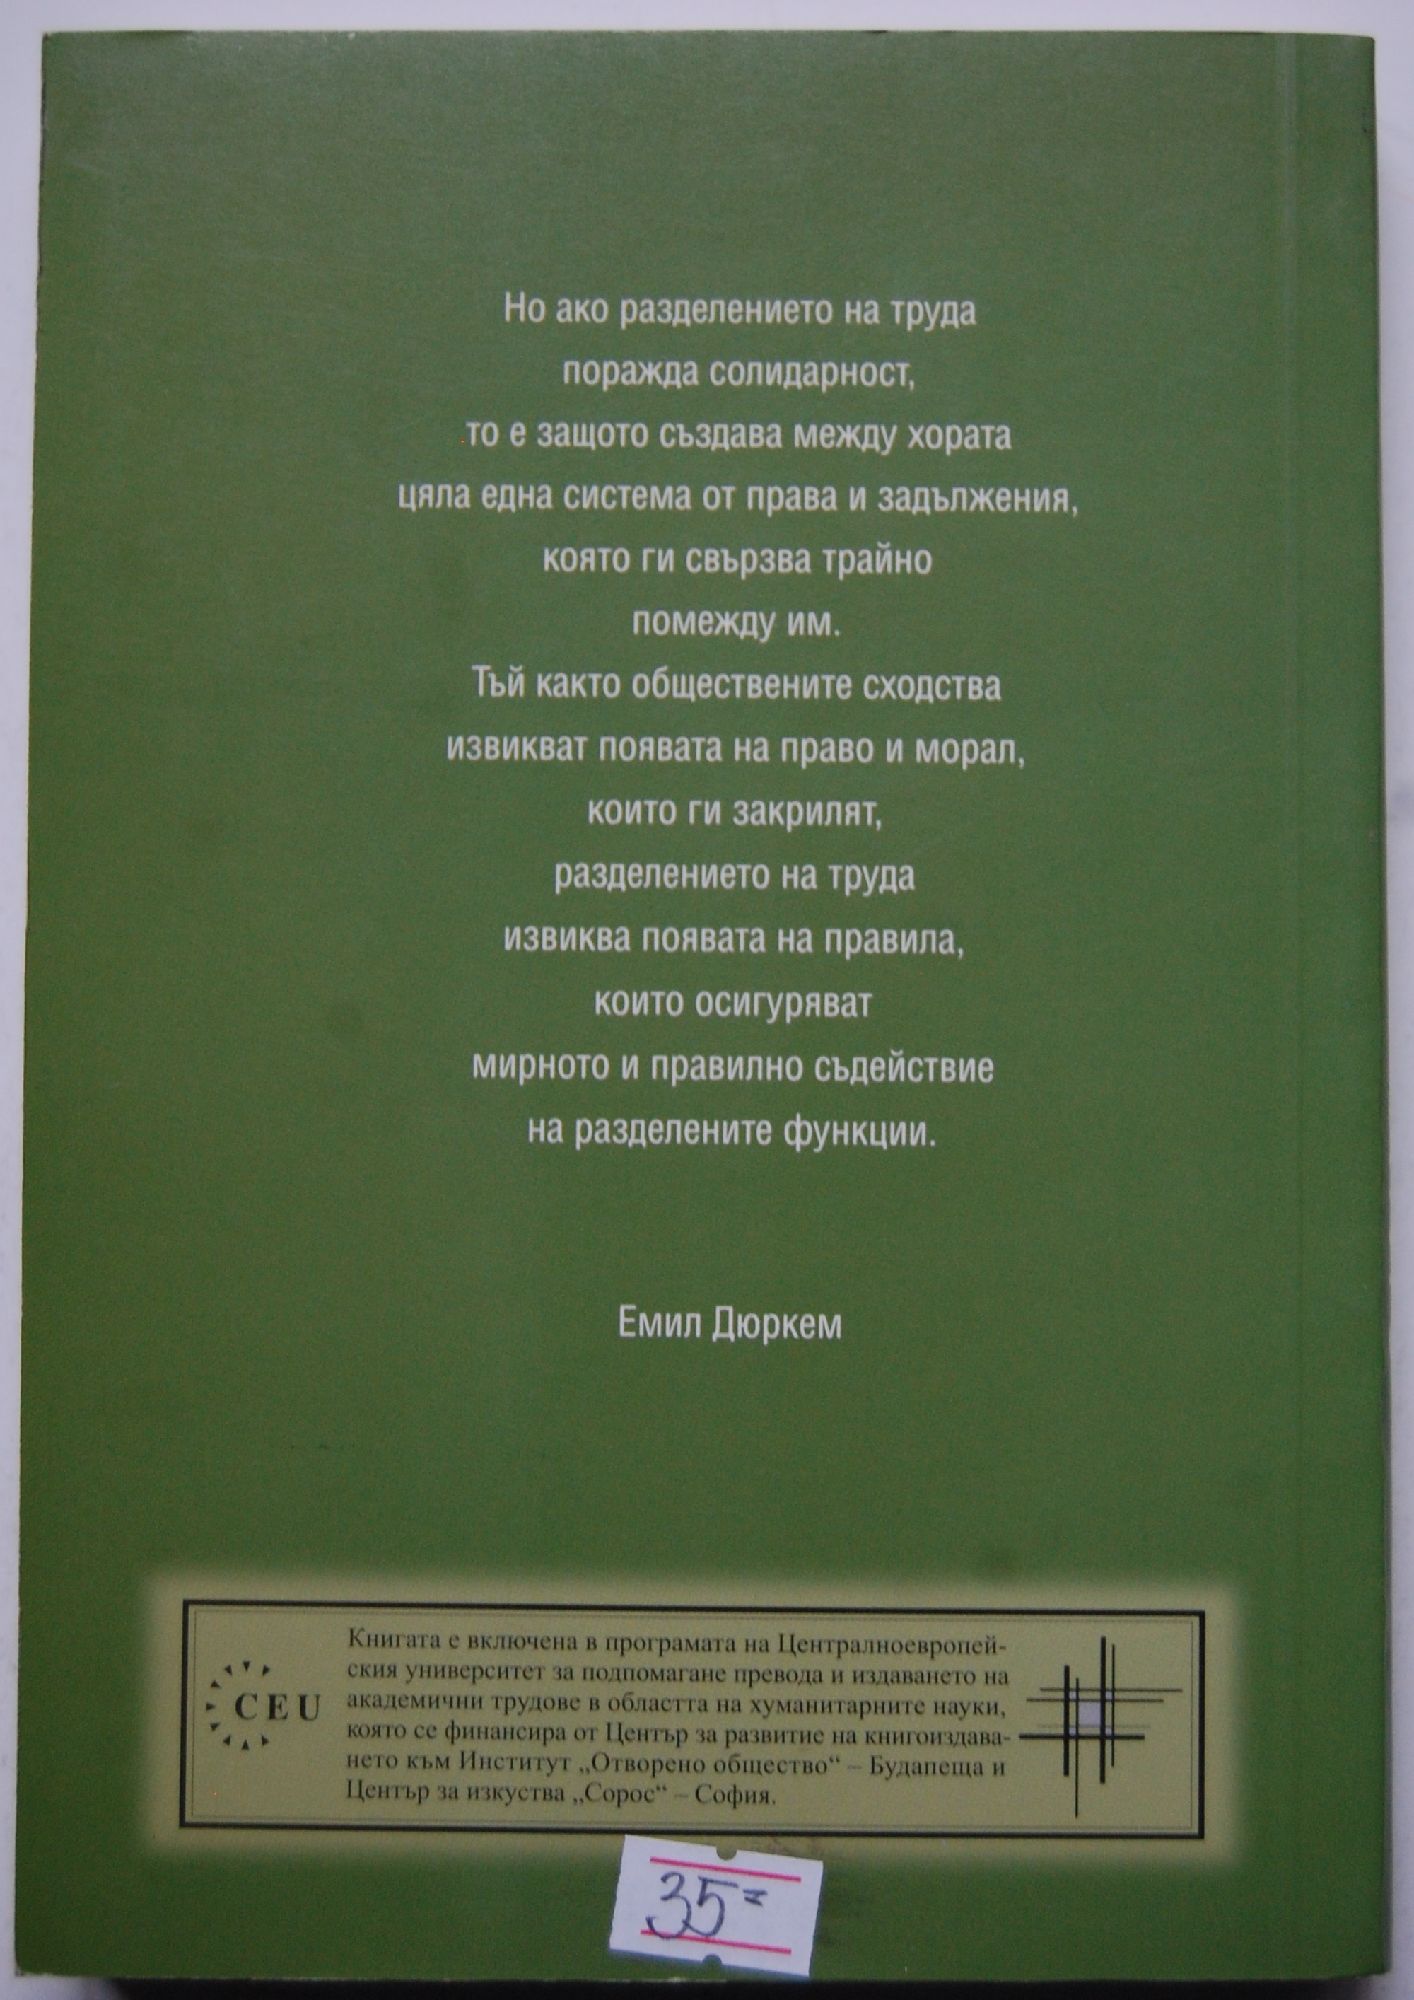 Но ако разделението на труда
поражда солидарност,
то е защото създава между хората
цяла една система от права и задължения,
която ги свързва трайно
помежду им.
Тъй както обществените сходства
извикват появата на право и морал,
които ги закрилят,
разделението на труда
извиква появата на правила,
които осигуряват
мирното и правилно съдействие
на разделените функции.
Емил Дюркем
CEU
Книгата е включена в програмата на Централноевропей-
ския университет за подпомагане превода и издаването на
академични трудове в областта на хуманитарните науки,
която се финансира от Център за развитие на книгоиздава-
нето към Институт „Отворено общество“ – Будапеща и
Център за изкуства „Сорос“ – София.
35=